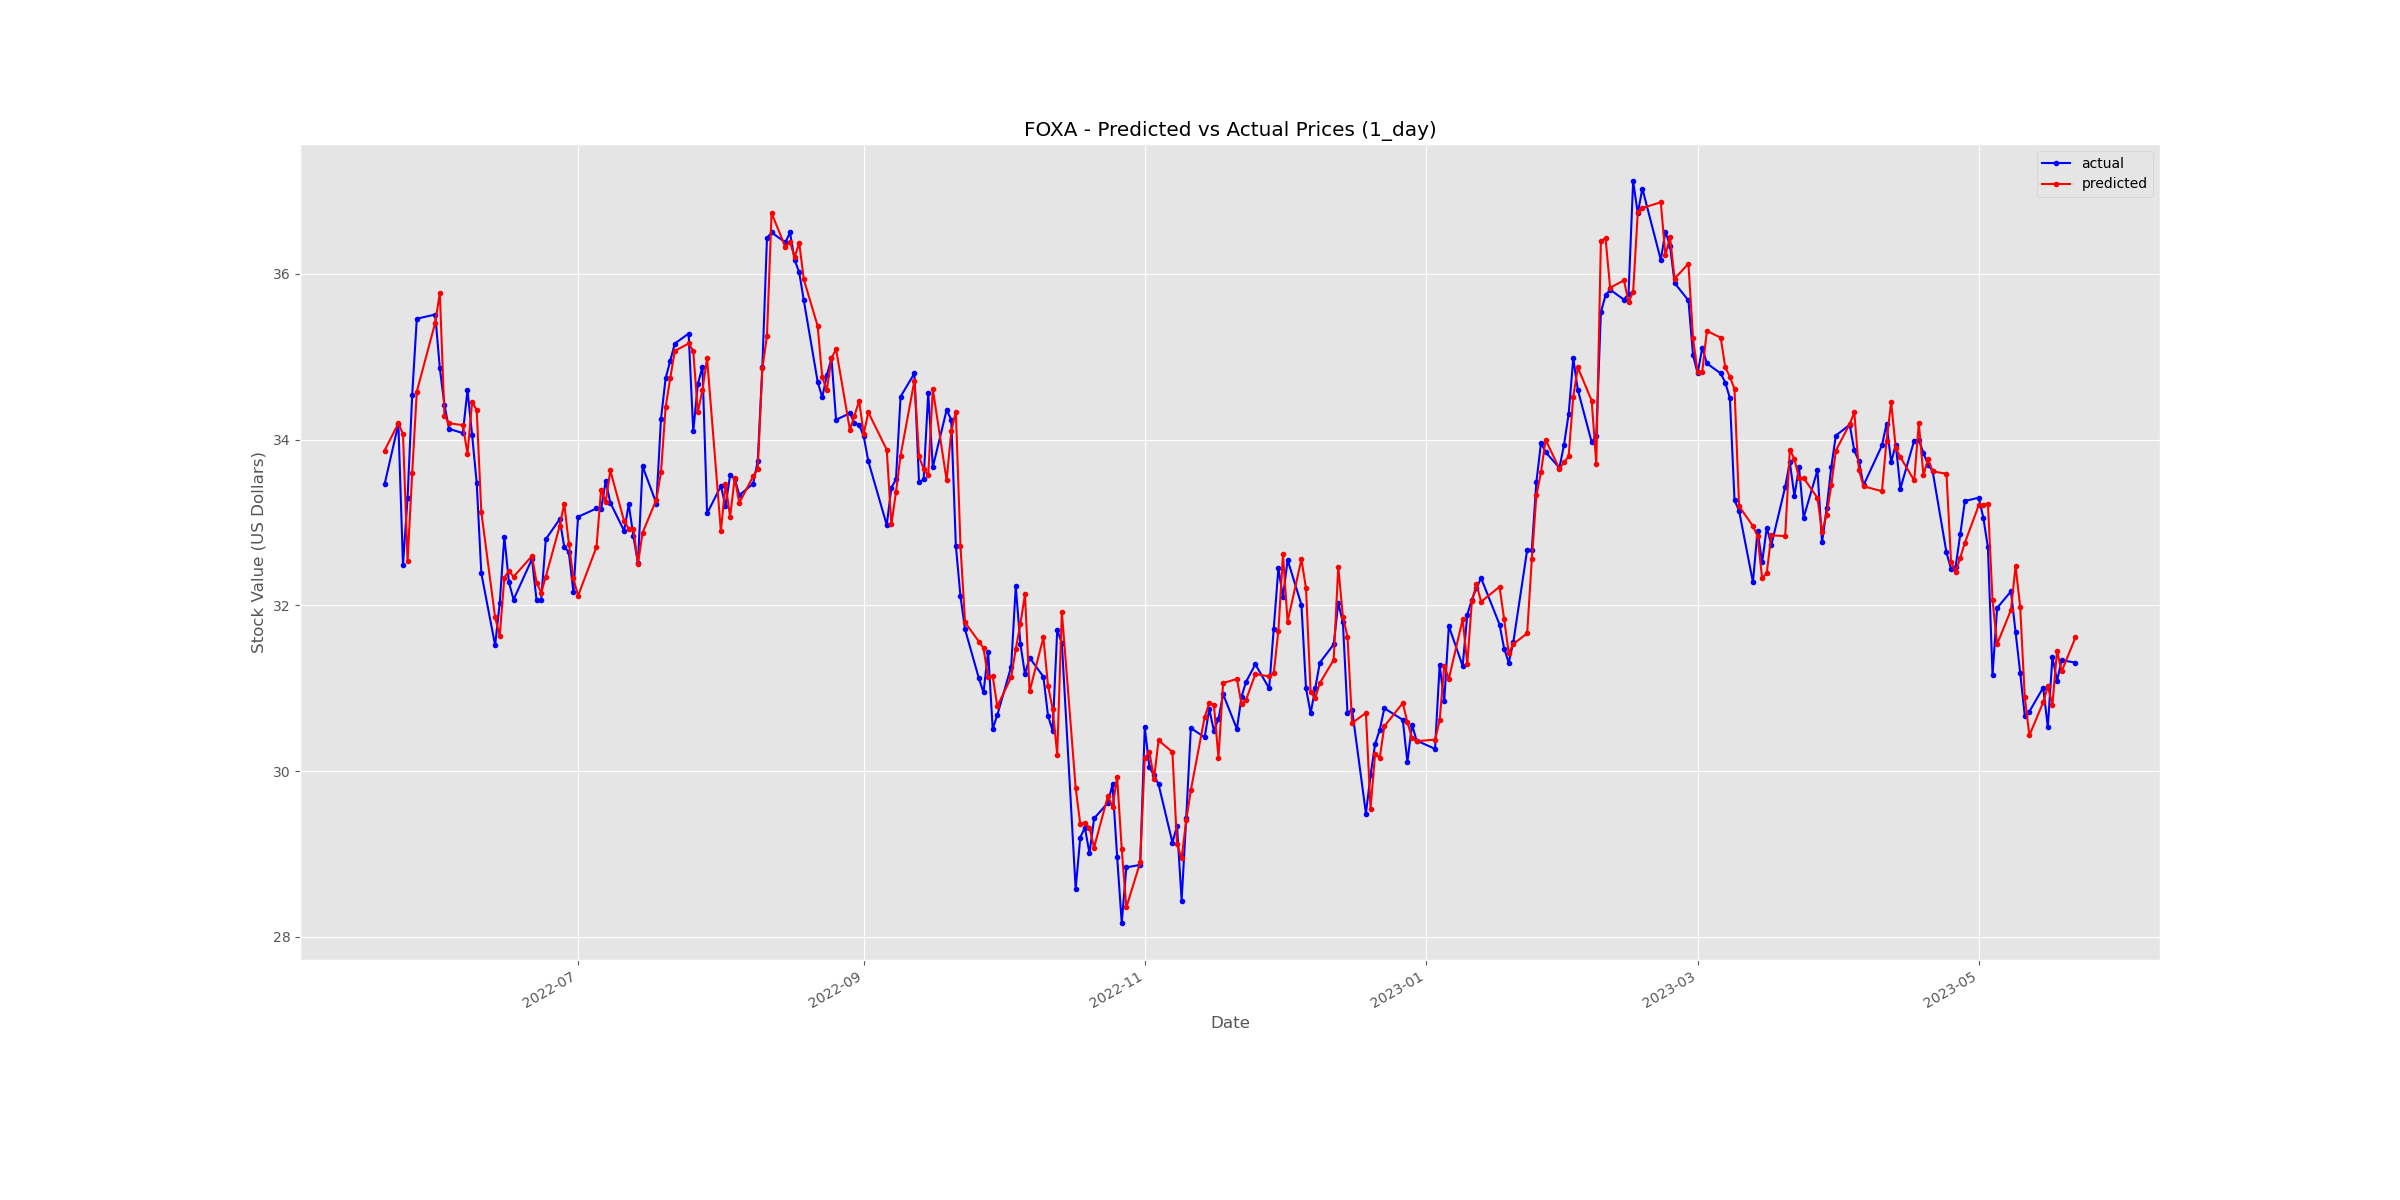 FOXA - Predicted vs Actual Prices (1_day)
actual
predicted
Stock Value (US Dollars)
36
34
32
30
28
2022-07
2022-09
2022-11
2023-01
2023-03
2023-05
Date